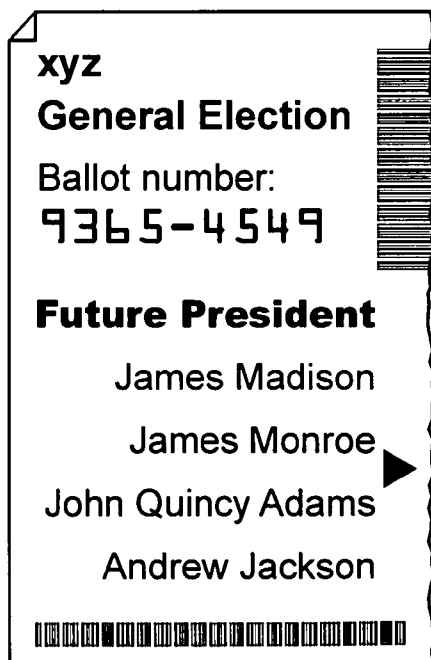 xyz
General Election
Ballot number:
9365-4549
Future President
James Madison
James Monroe
John Quincy Adams
Andrew Jackson